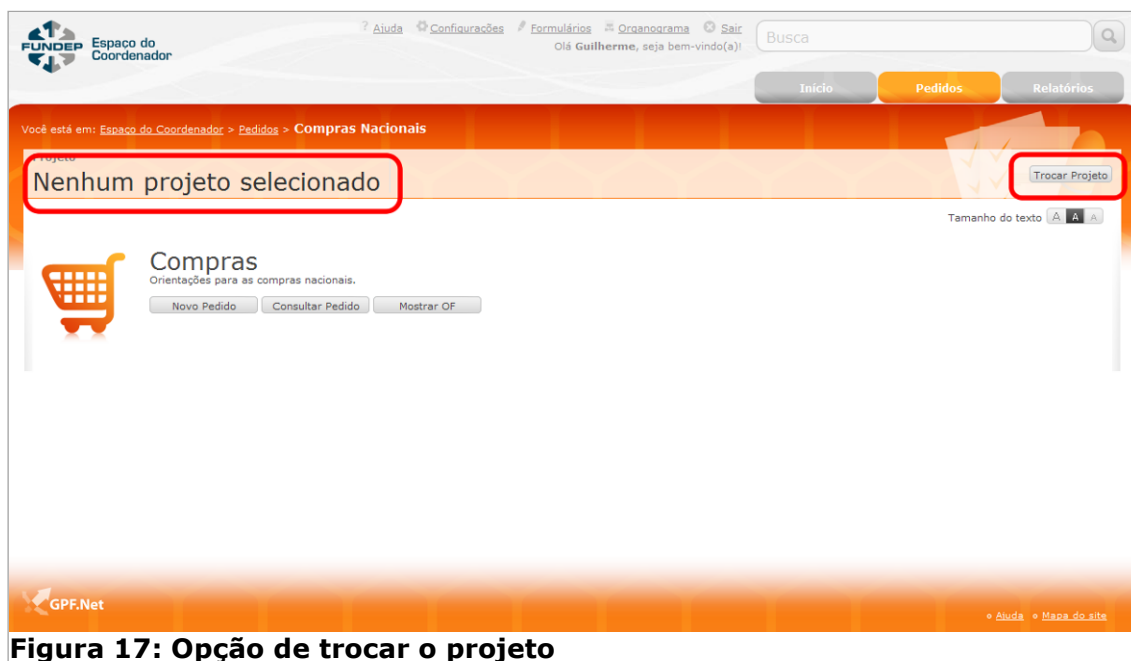 ? Ajuda Configurações Formulários Organograma Sair
Olá Guilherme, seja bem-vindo(a)!
Busca
FUNDEP Espaço do
Coordenador
Início Pedidos Relatórios
Você está em: Espaço do Coordenador > Pedidos > Compras Nacionais
Projeto
Nenhum projeto selecionado
Trocar Projeto
Tamanho do texto A A A
Compras
Orientações para as compras nacionais.
Novo Pedido Consultar Pedido Mostrar OF
GPF.Net
Ajuda Mapa do site
Figura 17: Opção de trocar o projeto